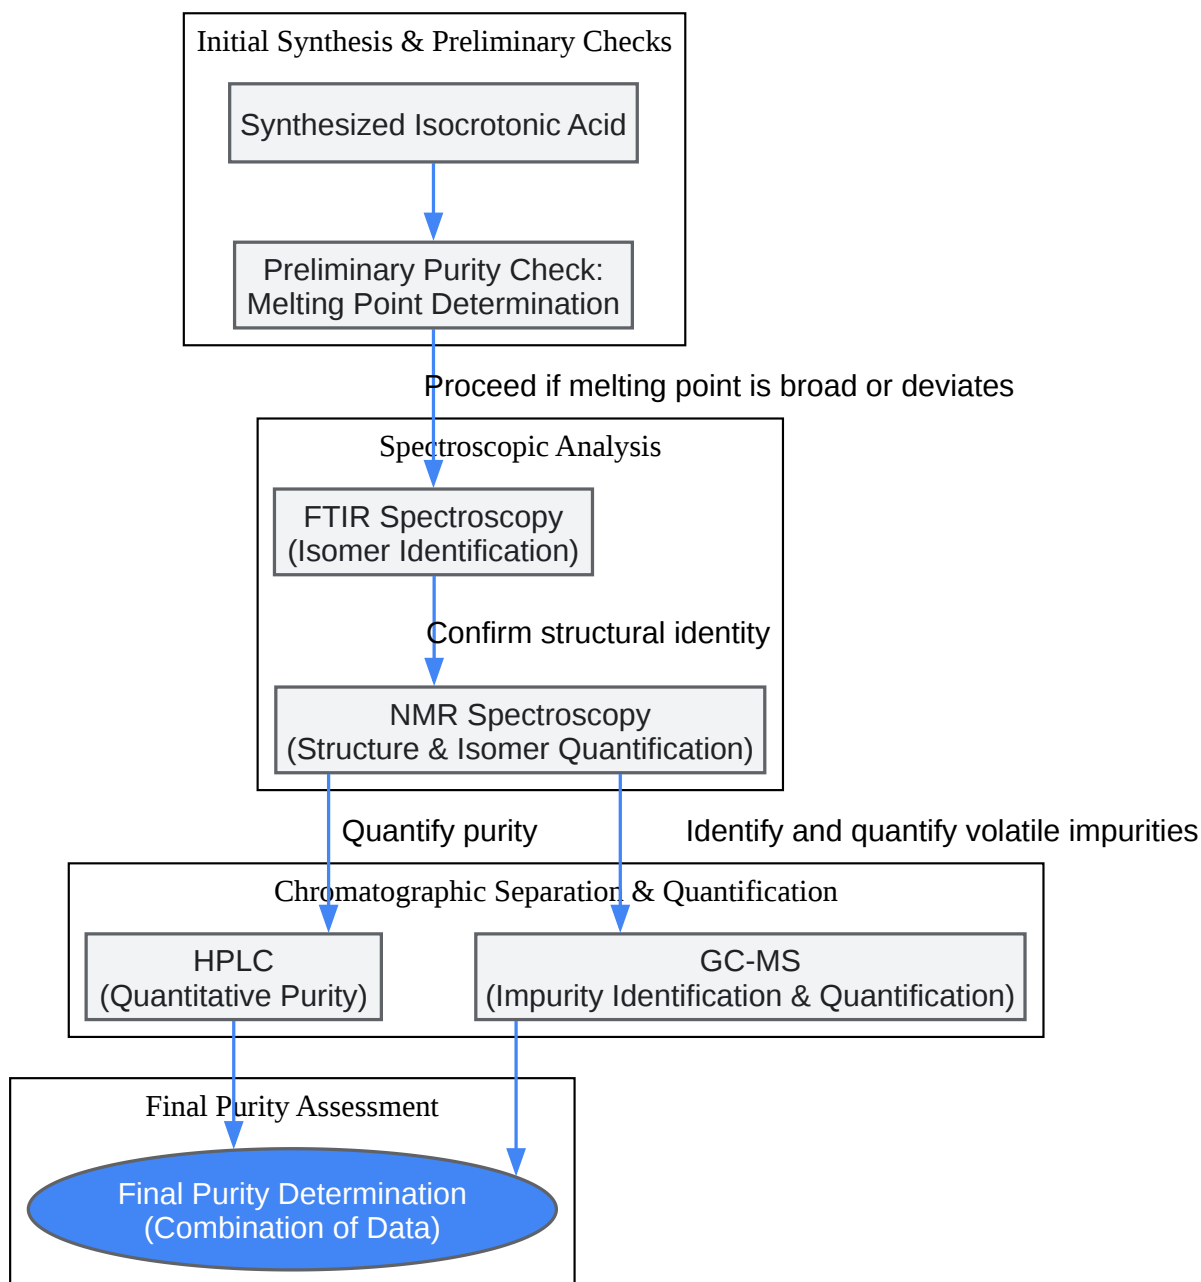 Initial Synthesis & Preliminary Checks
Synthesized Isocrotonic Acid
Preliminary Purity Check:
Melting Point Determination
Proceed if melting point is broad or deviates
Spectroscopic Analysis
FTIR Spectroscopy
(Isomer Identification)
Confirm structural identity
NMR Spectroscopy
(Structure & Isomer Quantification)
Quantify purity
Identify and quantify volatile impurities
Chromatographic Separation & Quantification
HPLC
(Quantitative Purity)
GC-MS
(Impurity Identification & Quantification)
Final Purity Assessment
Final Purity Determination
(Combination of Data)